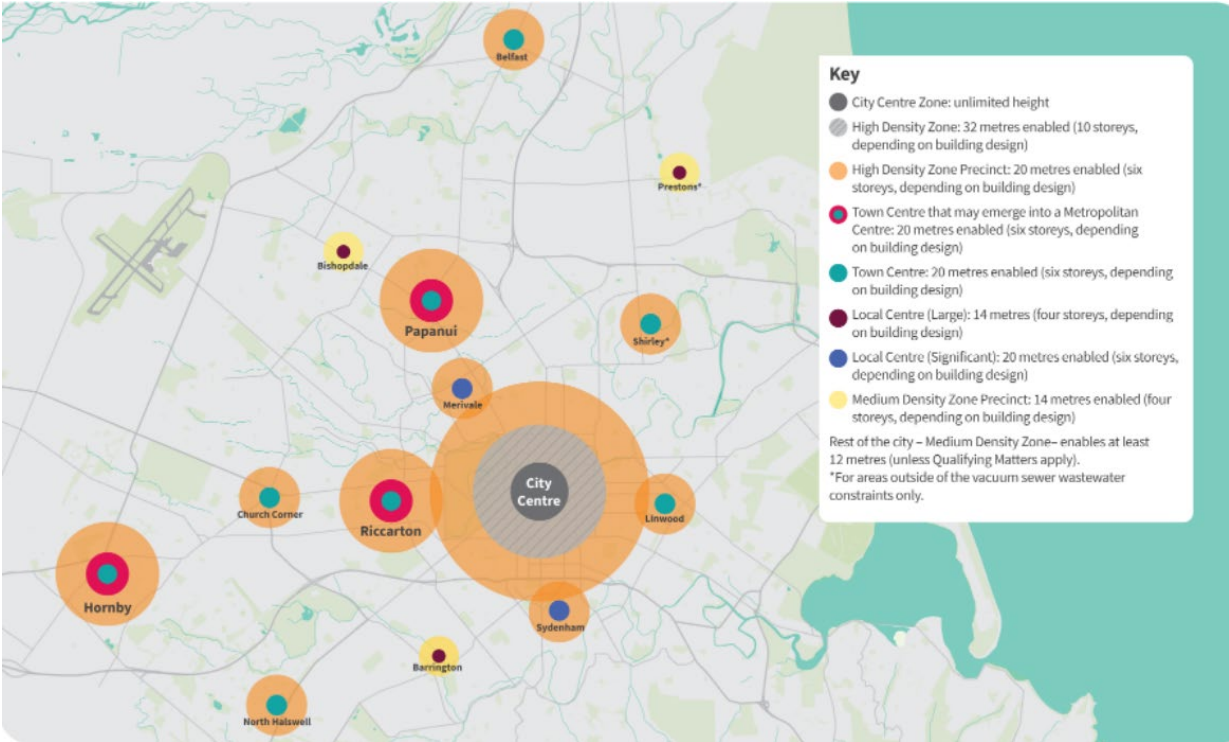 Belfast
Prestons*
Bishopdale
Papanui
Shirley*
Merivale
City
Centre
Church Corner
Riccarton
Linwood
Hornby
Sydenham
Barrington
North Halswell
Key
City Centre Zone: unlimited height
High Density Zone: 32 metres enabled (10 storeys,
depending on building design)
High Density Zone Precinct: 20 metres enabled (six
storeys, depending on building design)
Town Centre that may emerge into a Metropolitan
Centre: 20 metres enabled (six storeys, depending
on building design)
Town Centre: 20 metres enabled (six storeys, depending
on building design)
Local Centre (Large): 14 metres (four storeys, depending
on building design)
Local Centre (Significant): 20 metres enabled (six storeys,
depending on building design)
Medium Density Zone Precinct: 14 metres enabled (four
storeys, depending on building design)
Rest of the city – Medium Density Zone– enables at least
12 metres (unless Qualifying Matters apply).
*For areas outside of the vacuum sewer wastewater
constraints only.